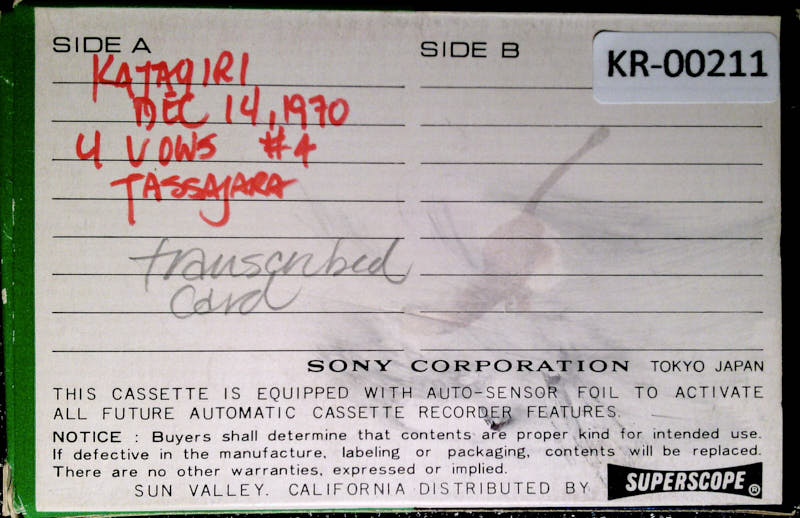 SIDE A
SIDE B
KR-00211
KATAGIRI
DEC 14, 1970
4 VOWS #4
TASSAJARA
transcribed
card
SONY CORPORATION TOKYO JAPAN
THIS CASSETTE IS EQUIPPED WITH AUTO-SENSOR FOIL TO ACTIVATE
ALL FUTURE AUTOMATIC CASSETTE RECORDER FEATURES.
NOTICE : Buyers shall determine that contents are proper kind for intended use.
If defective in the manufacture, labeling or packaging, contents will be replaced.
There are no other warranties, expressed or implied.
SUN VALLEY. CALIFORNIA DISTRIBUTED BY SUPERSCOPE®